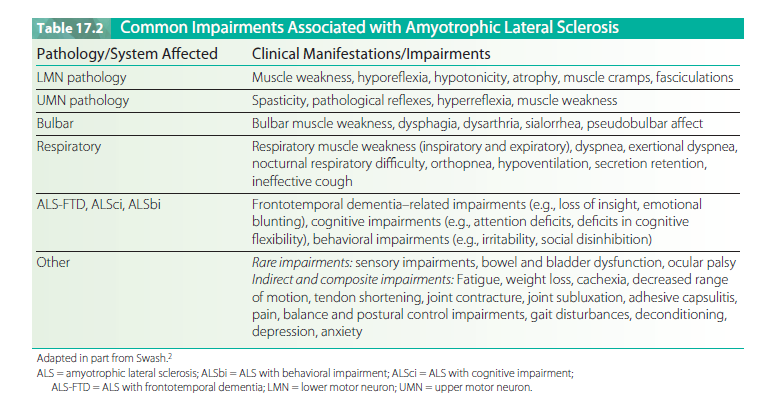 Table 17.2 Common Impairments Associated with Amyotrophic Lateral Sclerosis
Pathology/System Affected Clinical Manifestations/Impairments
LMN pathology Muscle weakness, hyporeflexia, hypotonicity, atrophy, muscle cramps, fasciculations
UMN pathology Spasticity, pathological reflexes, hyperreflexia, muscle weakness
Bulbar Bulbar muscle weakness, dysphagia, dysarthria, sialorrhea, pseudobulbar affect
Respiratory Respiratory muscle weakness (inspiratory and expiratory), dyspnea, exertional dyspnea,
nocturnal respiratory difficulty, orthopnea, hypoventilation, secretion retention,
ineffective cough
ALS-FTD, ALSci, ALSbi Frontotemporal dementia–related impairments (e.g., loss of insight, emotional
blunting), cognitive impairments (e.g., attention deficits, deficits in cognitive
flexibility), behavioral impairments (e.g., irritability, social disinhibition)
Other Rare impairments: sensory impairments, bowel and bladder dysfunction, ocular palsy
Indirect and composite impairments: Fatigue, weight loss, cachexia, decreased range
of motion, tendon shortening, joint contracture, joint subluxation, adhesive capsulitis,
pain, balance and postural control impairments, gait disturbances, deconditioning,
depression, anxiety
Adapted in part from Swash.2
ALS = amyotrophic lateral sclerosis; ALSbi = ALS with behavioral impairment; ALSci = ALS with cognitive impairment;
ALS-FTD = ALS with frontotemporal dementia; LMN = lower motor neuron; UMN = upper motor neuron.